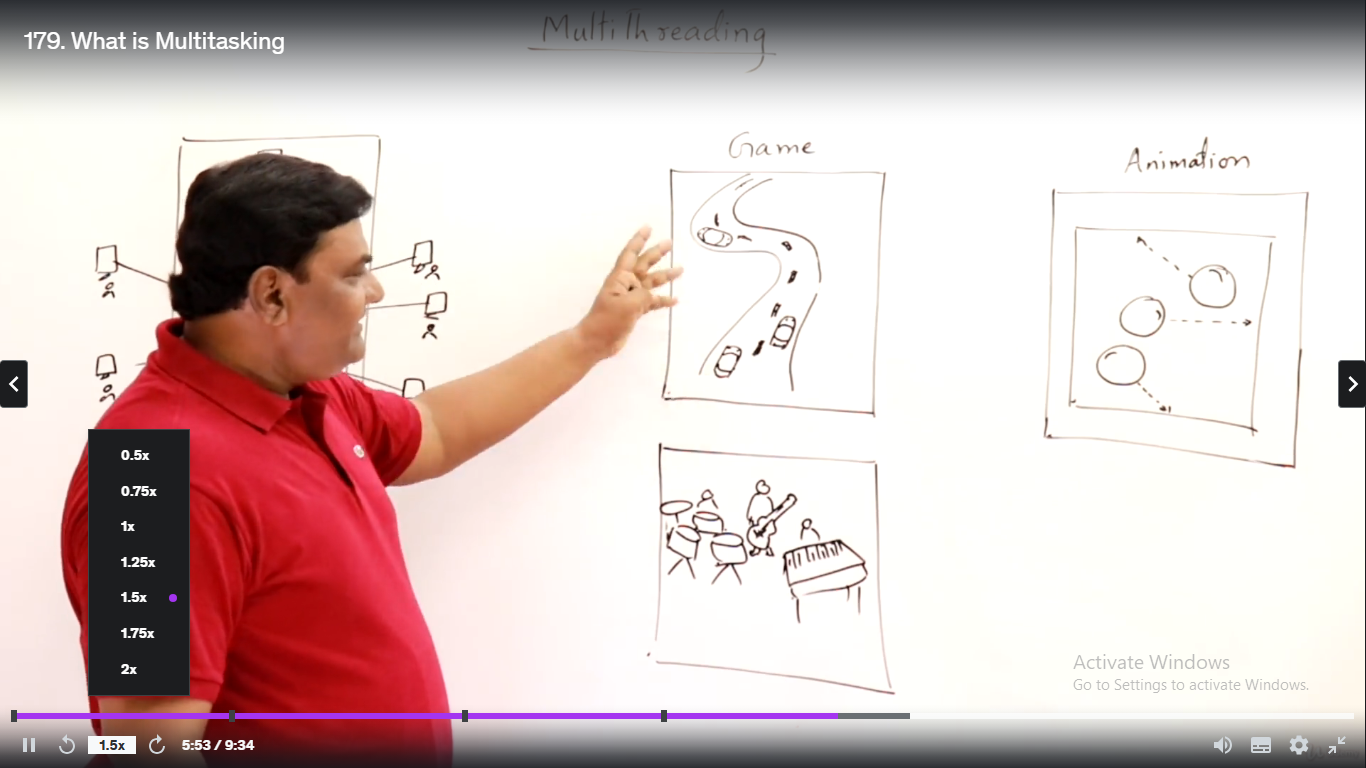 179. What is Multitasking
MultiThreading
Game
Animation
0.5x
0.75x
1x
1.25x
1.5x
1.75x
2x
Activate Windows
Go to Settings to activate Windows.
1.5x
5:53 / 9:34